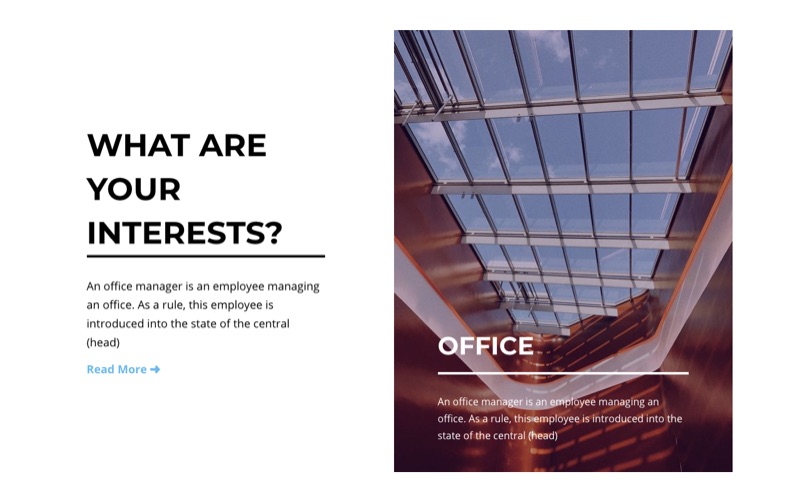 WHAT ARE
YOUR
INTERESTS?
An office manager is an employee managing
an office. As a rule, this employee is
introduced into the state of the central
(head)
Read More ➔
OFFICE
An office manager is an employee managing an
office. As a rule, this employee is introduced into the
state of the central (head)